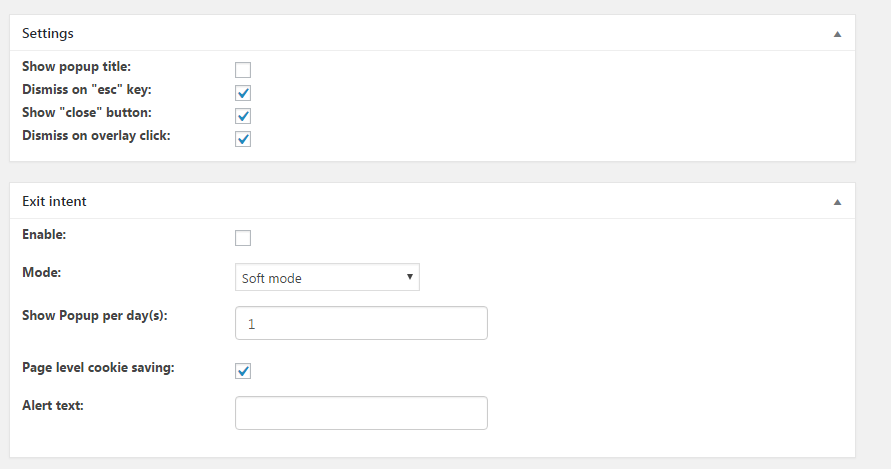 Settings
Show popup title:
Dismiss on "esc" key:
Show "close" button:
Dismiss on overlay click:
Exit intent
Enable:
Mode: Soft mode
Show Popup per day(s): 1
Page level cookie saving:
Alert text: